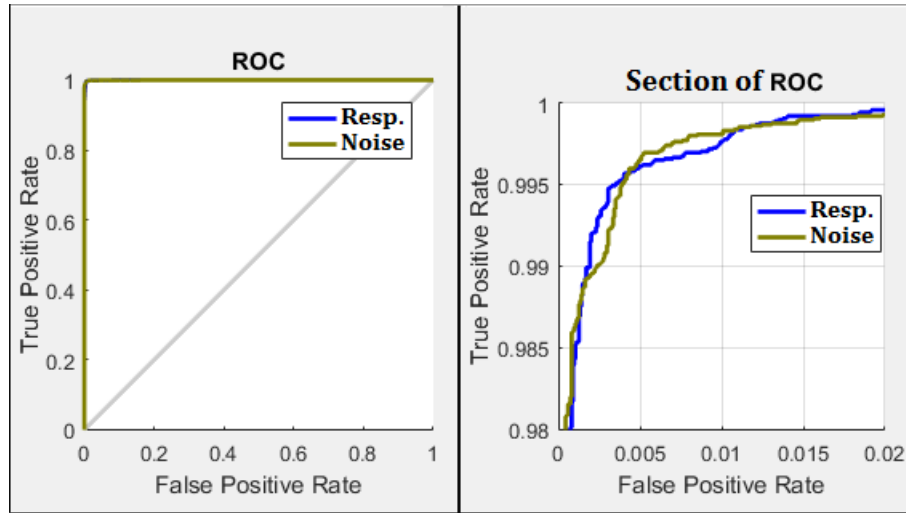 ROC
1
0.8
0.6
0.4
0.2
0
True Positive Rate
Resp.
Noise
0 0.2 0.4 0.6 0.8 1
False Positive Rate
Section of ROC
1
0.995
0.99
0.985
0.98
True Positive Rate
Resp.
Noise
0 0.005 0.01 0.015 0.02
False Positive Rate